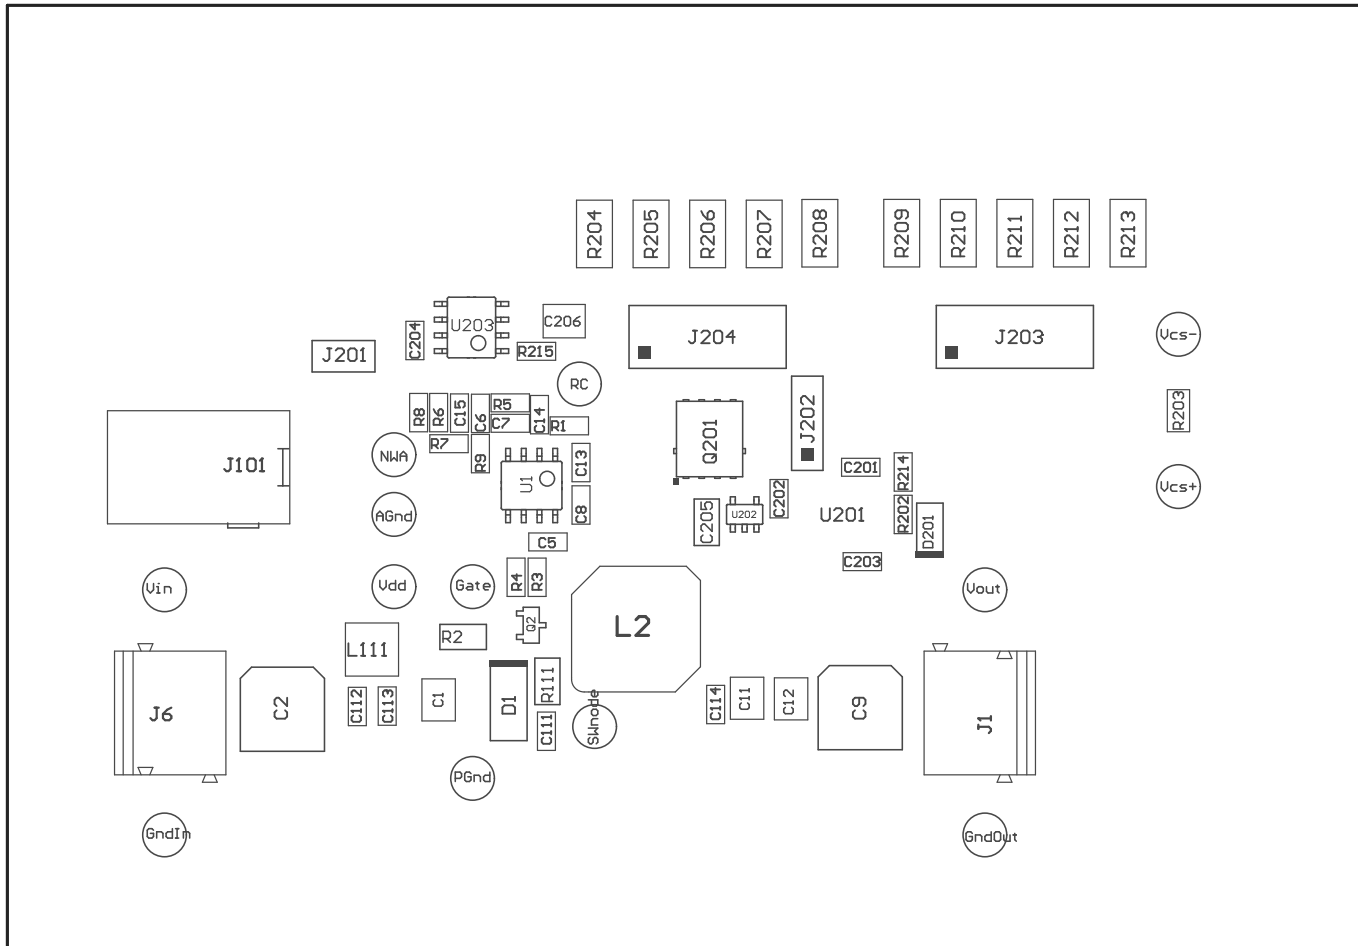 R204 R205 R206 R207 R208 R209 R210 R211 R212 R213
U203 C206 J204 J203 Vcs-
C204 R215
J201
RC
R8 R6 C15 C6 R5 C14 J202 R203
C7 R1
R7 Q201
NWA R9 C13 C201 R214
J101
U1 Vcs+
AGnd C8 C205 U202 C202 U201 R202 D201
C5
C203
Vin Vdd Gate R4 R3 Vout
Q2 L2
R2
L111
R111
C112 C113 C1 D1 C114 C11 C12 C9
J6 C2 J1
C111 SWnode
PGnd
GndIn GndOut